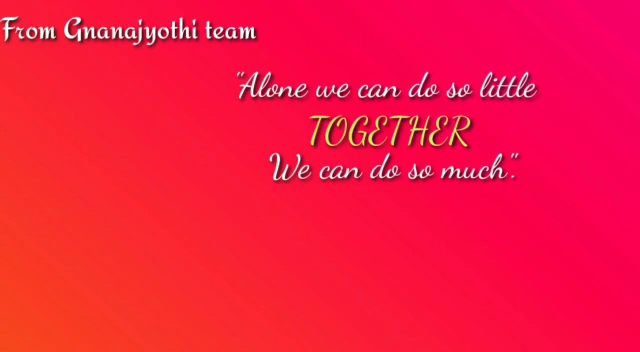 From Gnanajyothi team
"Alone we can do so little
TOGETHER
We can do so much".